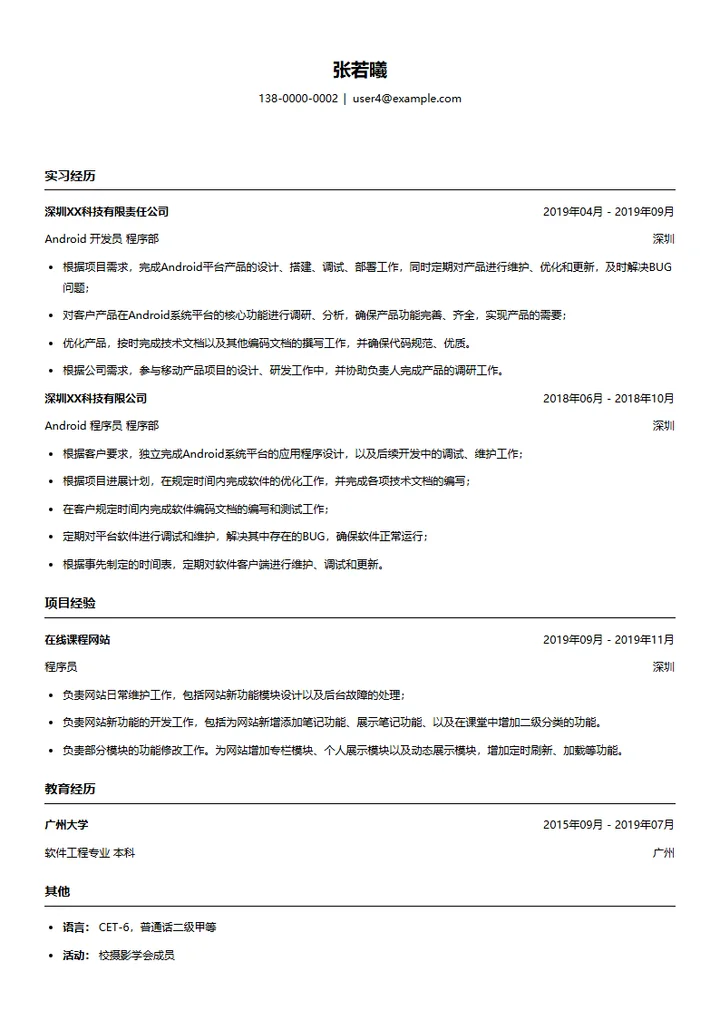 张若曦
138-0000-0002 | user4@example.com
实习经历
深圳XX科技有限责任公司 2019年04月 - 2019年09月
Android 开发员 程序部 深圳
• 根据项目需求，完成Android平台产品的设计、搭建、调试、部署工作，同时定期对产品进行维护、优化和更新，及时解决BUG
问题；
• 对客户产品在Android系统平台的核心功能进行调研、分析，确保产品功能完善、齐全，实现产品的需要；
• 优化产品，按时完成技术文档以及其他编码文档的撰写工作，并确保代码规范、优质。
• 根据公司需求，参与移动产品项目的设计、研发工作中，并协助负责人完成产品的调研工作。
深圳XX科技有限公司 2018年06月 - 2018年10月
Android 程序员 程序部 深圳
• 根据客户要求，独立完成Android系统平台的应用程序设计，以及后续开发中的调试、维护工作；
• 根据项目进展计划，在规定时间内完成软件的优化工作，并完成各项技术文档的编写；
• 在客户规定时间内完成软件编码文档的编写和测试工作；
• 定期对平台软件进行调试和维护，解决其中存在的BUG，确保软件正常运行；
• 根据事先制定的时间表，定期对软件客户端进行维护、调试和更新。
项目经验
在线课程网站 2019年09月 - 2019年11月
程序员 深圳
• 负责网站日常维护工作，包括网站新功能模块设计以及后台故障的处理；
• 负责网站新功能的开发工作，包括为网站新增添加笔记功能、展示笔记功能、以及在课堂中增加二级分类的功能。
• 负责部分模块的功能修改工作。为网站增加专栏模块、个人展示模块以及动态展示模块，增加定时刷新、加载等功能。
教育经历
广州大学 2015年09月 - 2019年07月
软件工程专业 本科 广州
其他
• 语言： CET-6，普通话二级甲等
• 活动： 校摄影学会成员